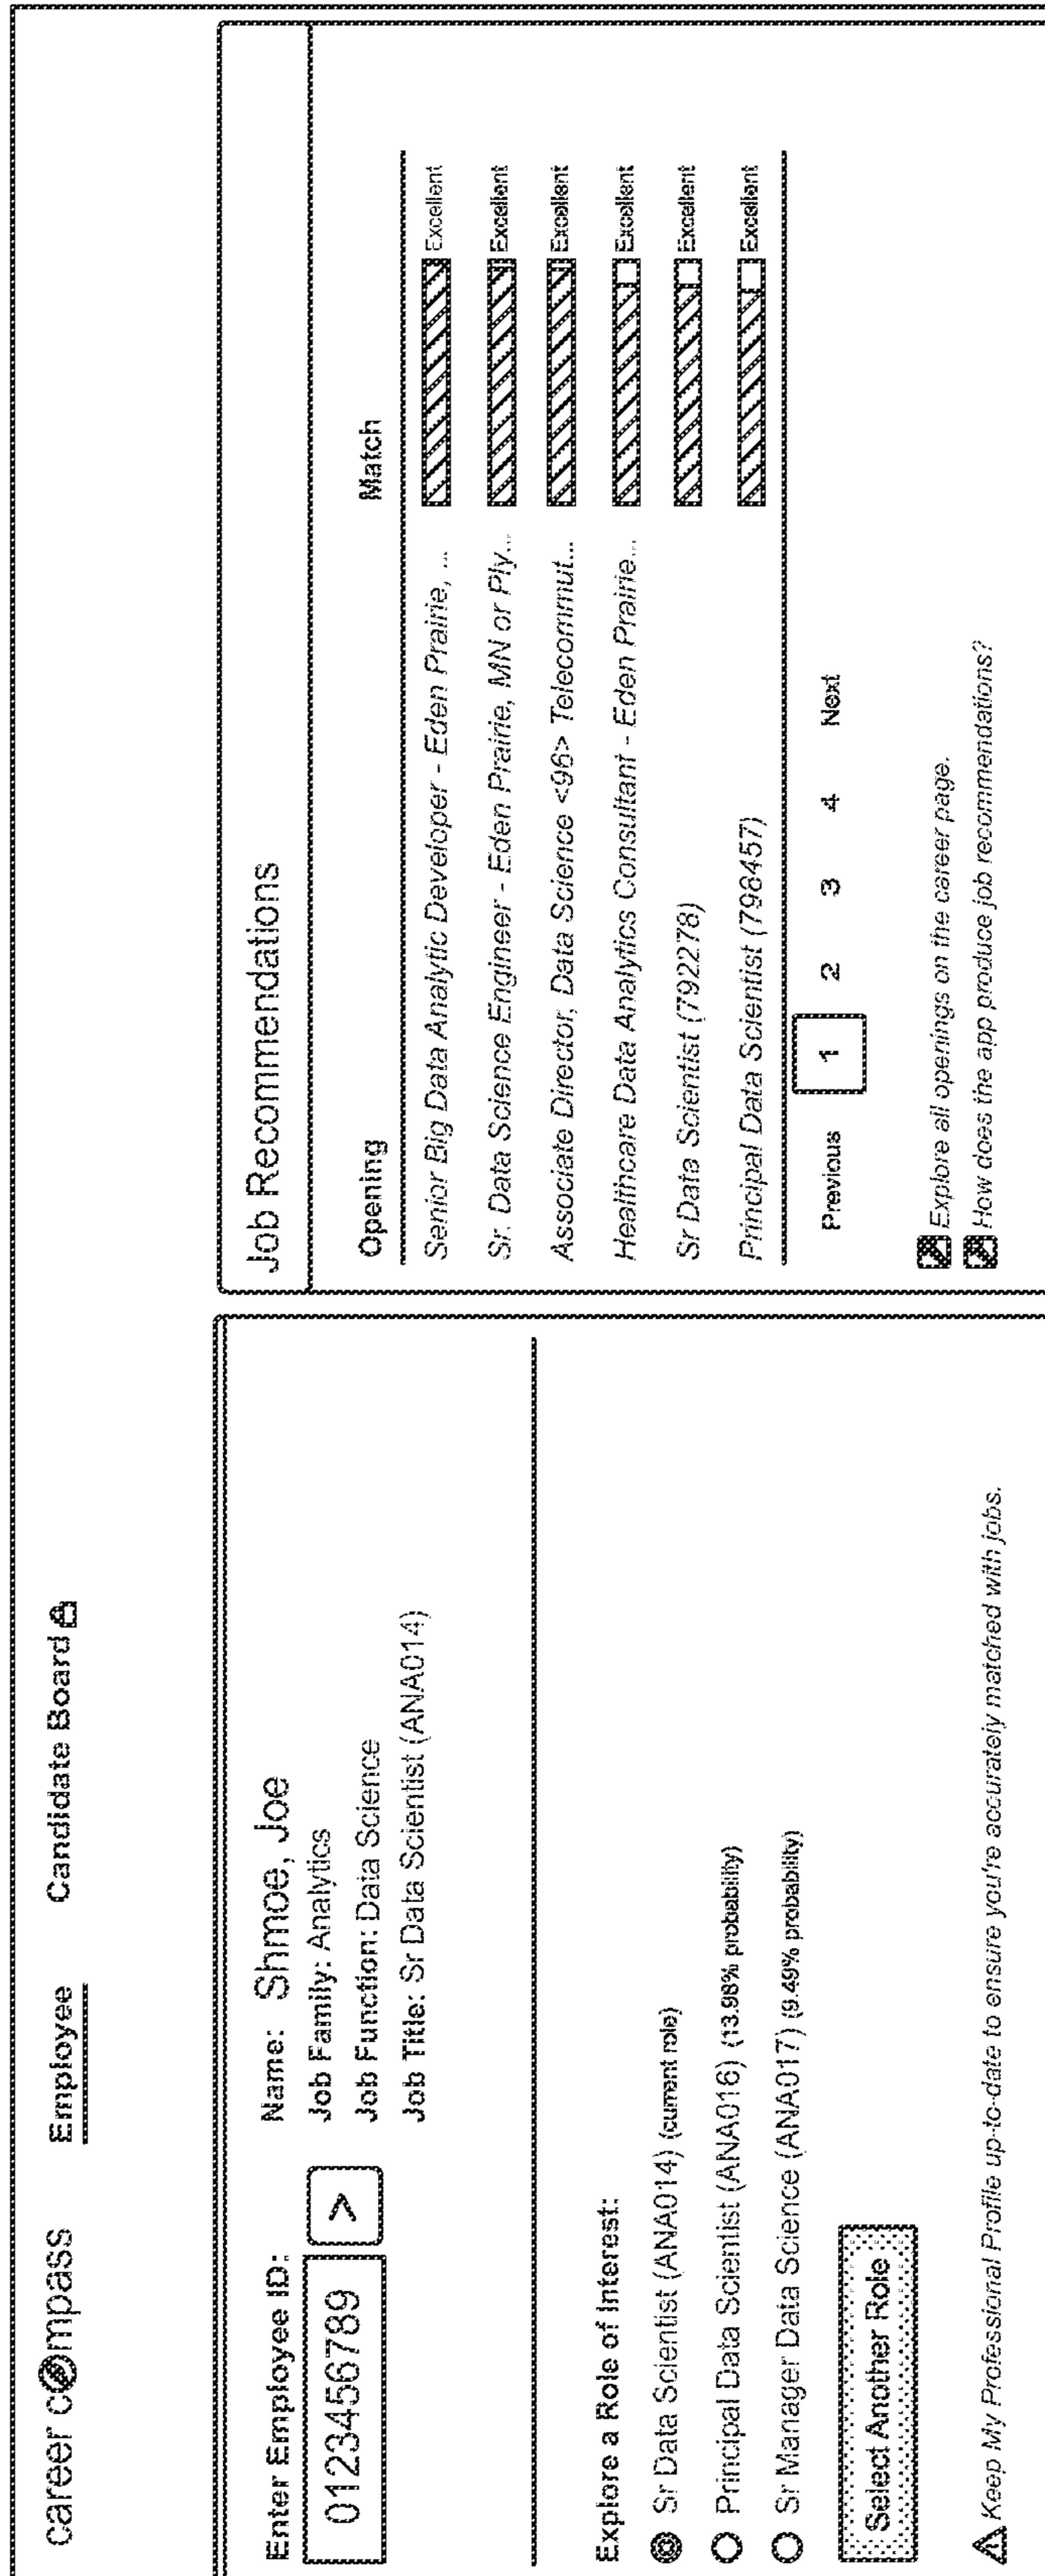 career compass Employee Candidate Board
Enter Employee ID:
0123456789 >
Name: Shmoe, Joe
Job Family: Analytics
Job Function: Data Science
Job Title: Sr Data Scientist (ANA014)
Explore a Role of Interest:
Sr Data Scientist (ANA014) (current role)
Principal Data Scientist (ANA016) (13.98% probability)
Sr Manager Data Science (ANA017) (9.49% probability)
Select Another Role
Keep My Professional Profile up-to-date to ensure you're accurately matched with jobs.
Job Recommendations
Opening Match
Senior Big Data Analytic Developer - Eden Prairie, ... Excellent
Sr. Data Science Engineer - Eden Prairie, MN or Ply... Excellent
Associate Director, Data Science <96> Telecommut... Excellent
Healthcare Data Analytics Consultant - Eden Prairie... Excellent
Sr Data Scientist (792278) Excellent
Principal Data Scientist (798457) Excellent
Previous 1 2 3 4 Next
Explore all openings on the career page.
How does the app produce job recommendations?